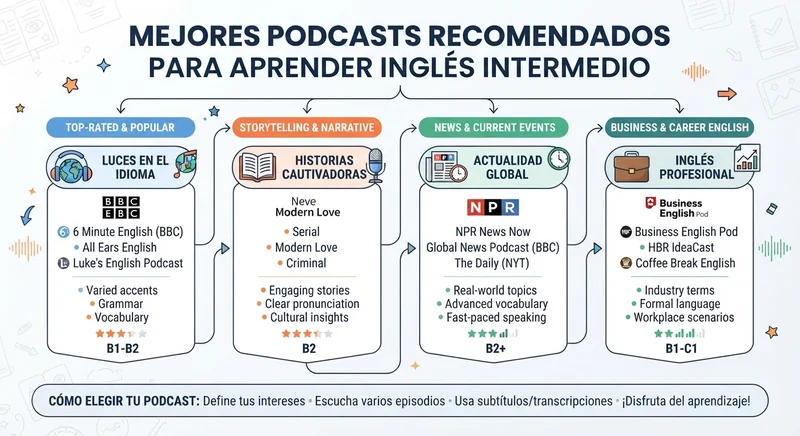 MEJORES PODCASTS RECOMENDADOS
PARA APRENDER INGLÉS INTERMEDIO
TOP-RATED & POPULAR
LUCES EN EL
IDIOMA
BBC
EBC
6 Minute English (BBC)
All Ears English
Luke's English Podcast
Varied accents
Grammar
Vocabulary
B1-B2
STORYTELLING & NARRATIVE
HISTORIAS
CAUTIVADORAS
Neve
Modern Love
Serial
Modern Love
Criminal
Engaging stories
Clear pronunciation
Cultural insights
B2
NEWS & CURRENT EVENTS
ACTUALIDAD
GLOBAL
NPR
NPR News Now
Global News Podcast (BBC)
The Daily (NYT)
Real-world topics
Advanced vocabulary
Fast-paced speaking
B2+
BUSINESS & CAREER ENGLISH
INGLÉS
PROFESIONAL
Business
English Pod
Business English Pod
HBR IdeaCast
Coffee Break English
Industry terms
Formal language
Workplace scenarios
B1-C1
CÓMO ELEGIR TU PODCAST: Define tus intereses • Escucha varios episodios • Usa subtítulos/transcripciones • ¡Disfruta del aprendizaje!